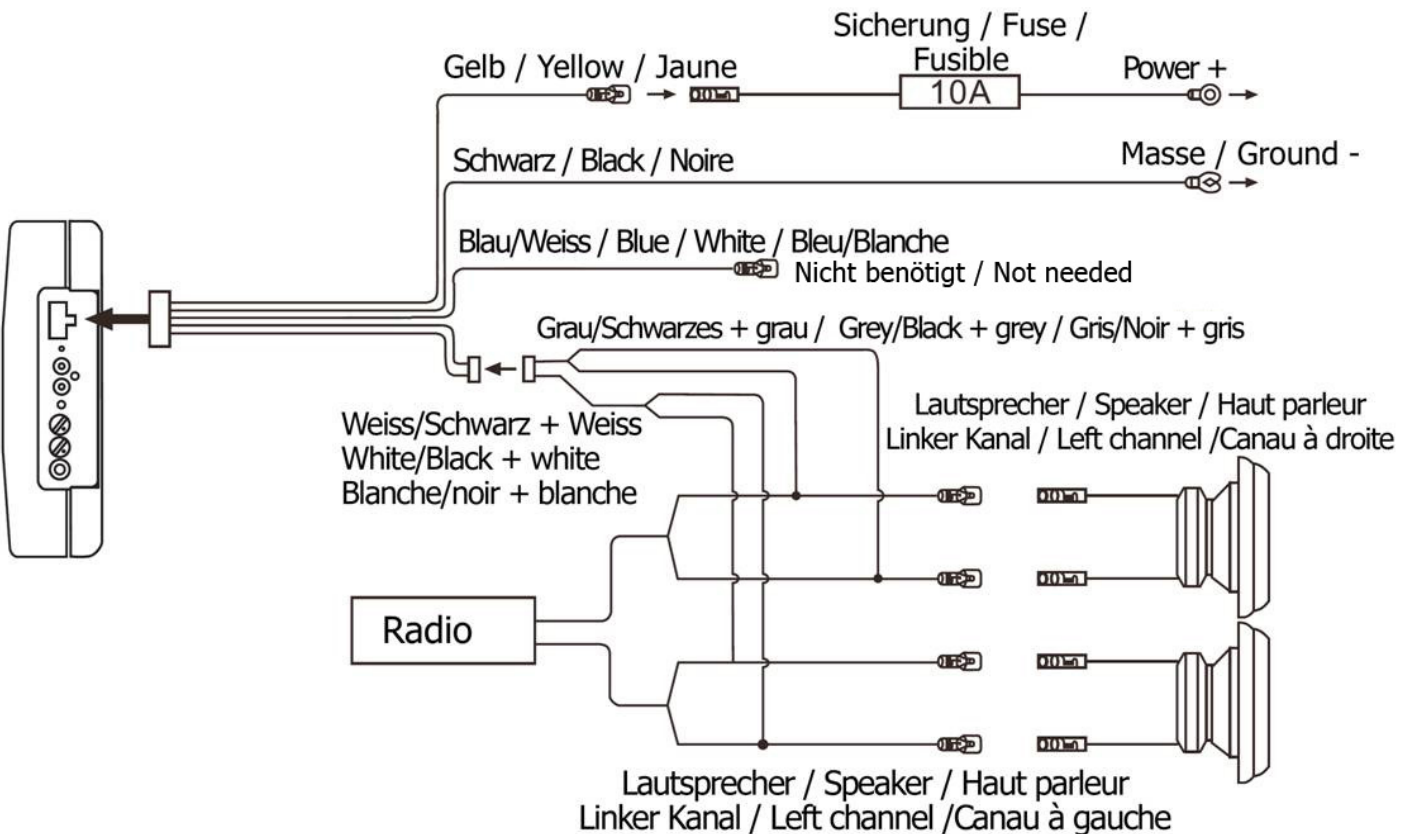 Sicherung / Fuse /
Fusible
Gelb / Yellow / Jaune
10A
Power +
Schwarz / Black / Noire
Masse / Ground -
Blau/Weiss / Blue / White / Bleu/Blanche
Nicht benötigt / Not needed
Grau/Schwarzes + grau / Grey/Black + grey / Gris/Noir + gris
Weiss/Schwarz + Weiss
White/Black + white
Blanche/noir + blanche
Lautsprecher / Speaker / Haut parleur
Linker Kanal / Left channel /Canau à droite
Radio
Lautsprecher / Speaker / Haut parleur
Linker Kanal / Left channel /Canau à gauche